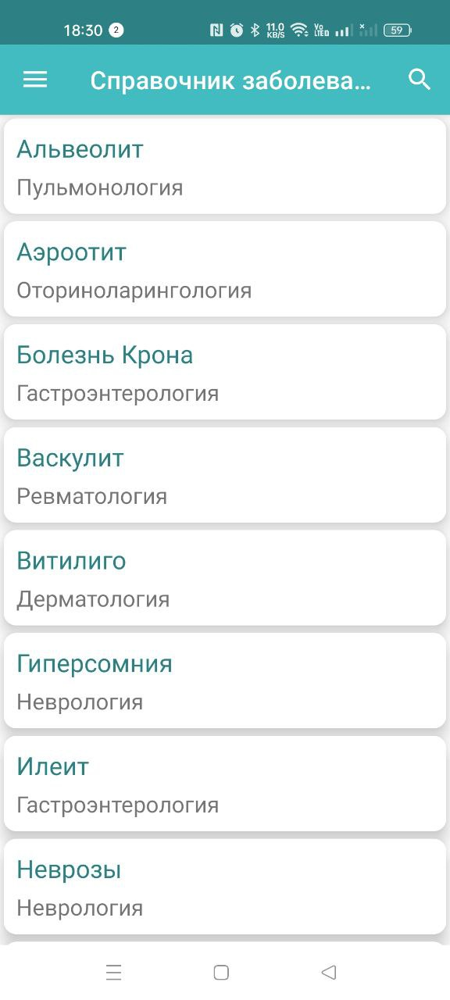 18:30 2 11.0 KB/S Vo LTED 59
Справочник заболева...
Альвеолит
Пульмонология
Аэроотит
Оториноларингология
Болезнь Крона
Гастроэнтерология
Васкулит
Ревматология
Витилиго
Дерматология
Гиперсомния
Неврология
Илеит
Гастроэнтерология
Неврозы
Неврология